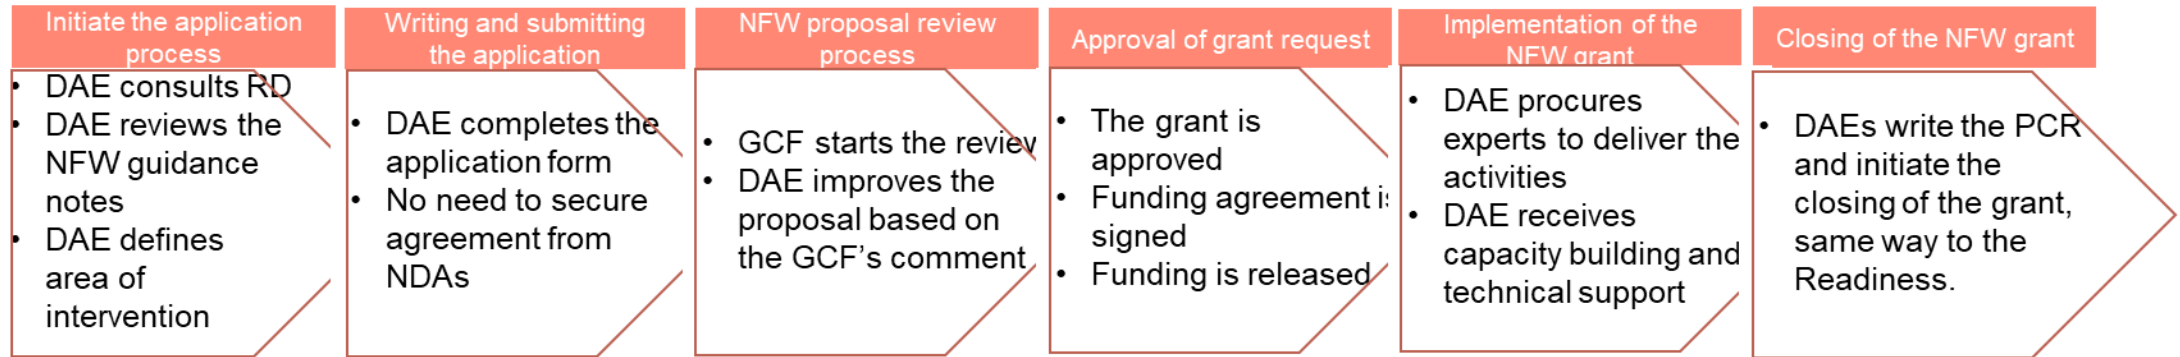 Initiate the application
process
• DAE consults RD
• DAE reviews the
NFW guidance
notes
• DAE defines
area of
intervention
Writing and submitting
the application
• DAE completes the
application form
• No need to secure
agreement from
NDAs
NFW proposal review
process
• GCF starts the review
• DAE improves the
proposal based on
the GCF's comment
Approval of grant request
• The grant is
approved
• Funding agreement is
signed
• Funding is released
Implementation of the
NFW grant
• DAE procures
experts to deliver the
activities
• DAE receives
capacity building and
technical support
Closing of the NFW grant
• DAEs write the PCR
and initiate the
closing of the grant,
same way to the
Readiness.